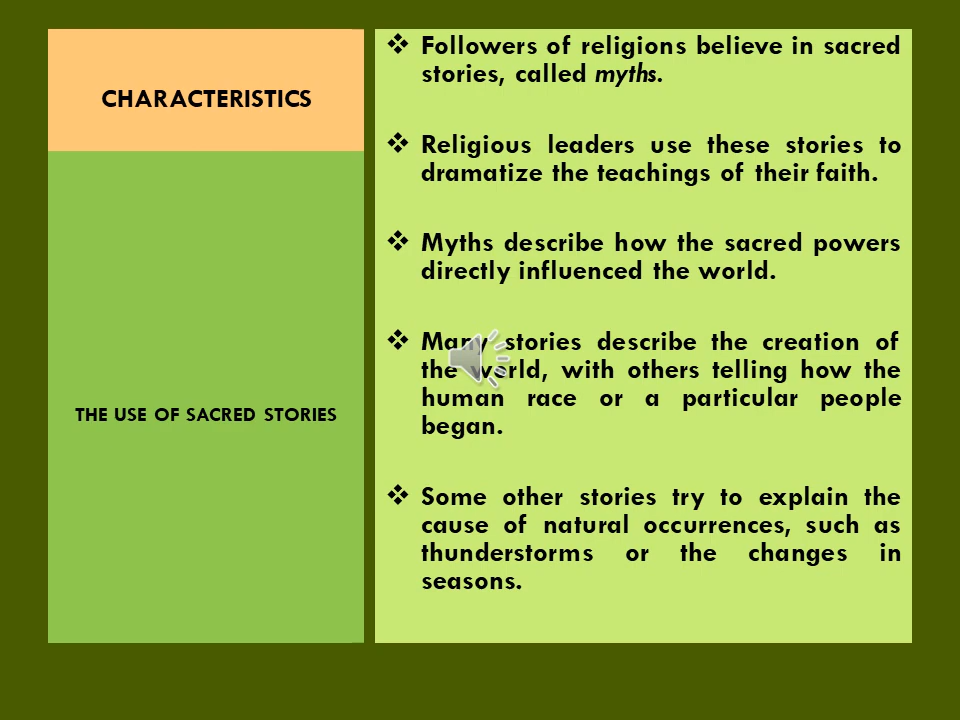 CHARACTERISTICS
THE USE OF SACRED STORIES
❖ Followers of religions believe in sacred
stories, called myths.
❖ Religious leaders use these stories to
dramatize the teachings of their faith.
❖ Myths describe how the sacred powers
directly influenced the world.
❖ Many stories describe the creation of
the world, with others telling how the
human race or a particular people
began.
❖ Some other stories try to explain the
cause of natural occurrences, such as
thunderstorms or the changes in
seasons.